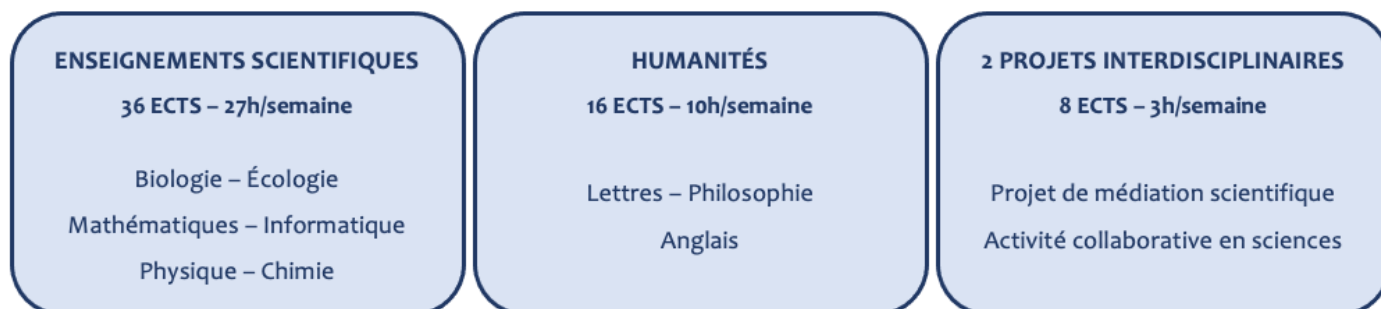 ENSEIGNEMENTS SCIENTIFIQUES
36 ECTS – 27h/semaine
Biologie – Écologie
Mathématiques – Informatique
Physique – Chimie
HUMANITÉS
16 ECTS – 10h/semaine
Lettres – Philosophie
Anglais
2 PROJETS INTERDISCIPLINAIRES
8 ECTS – 3h/semaine
Projet de médiation scientifique
Activité collaborative en sciences